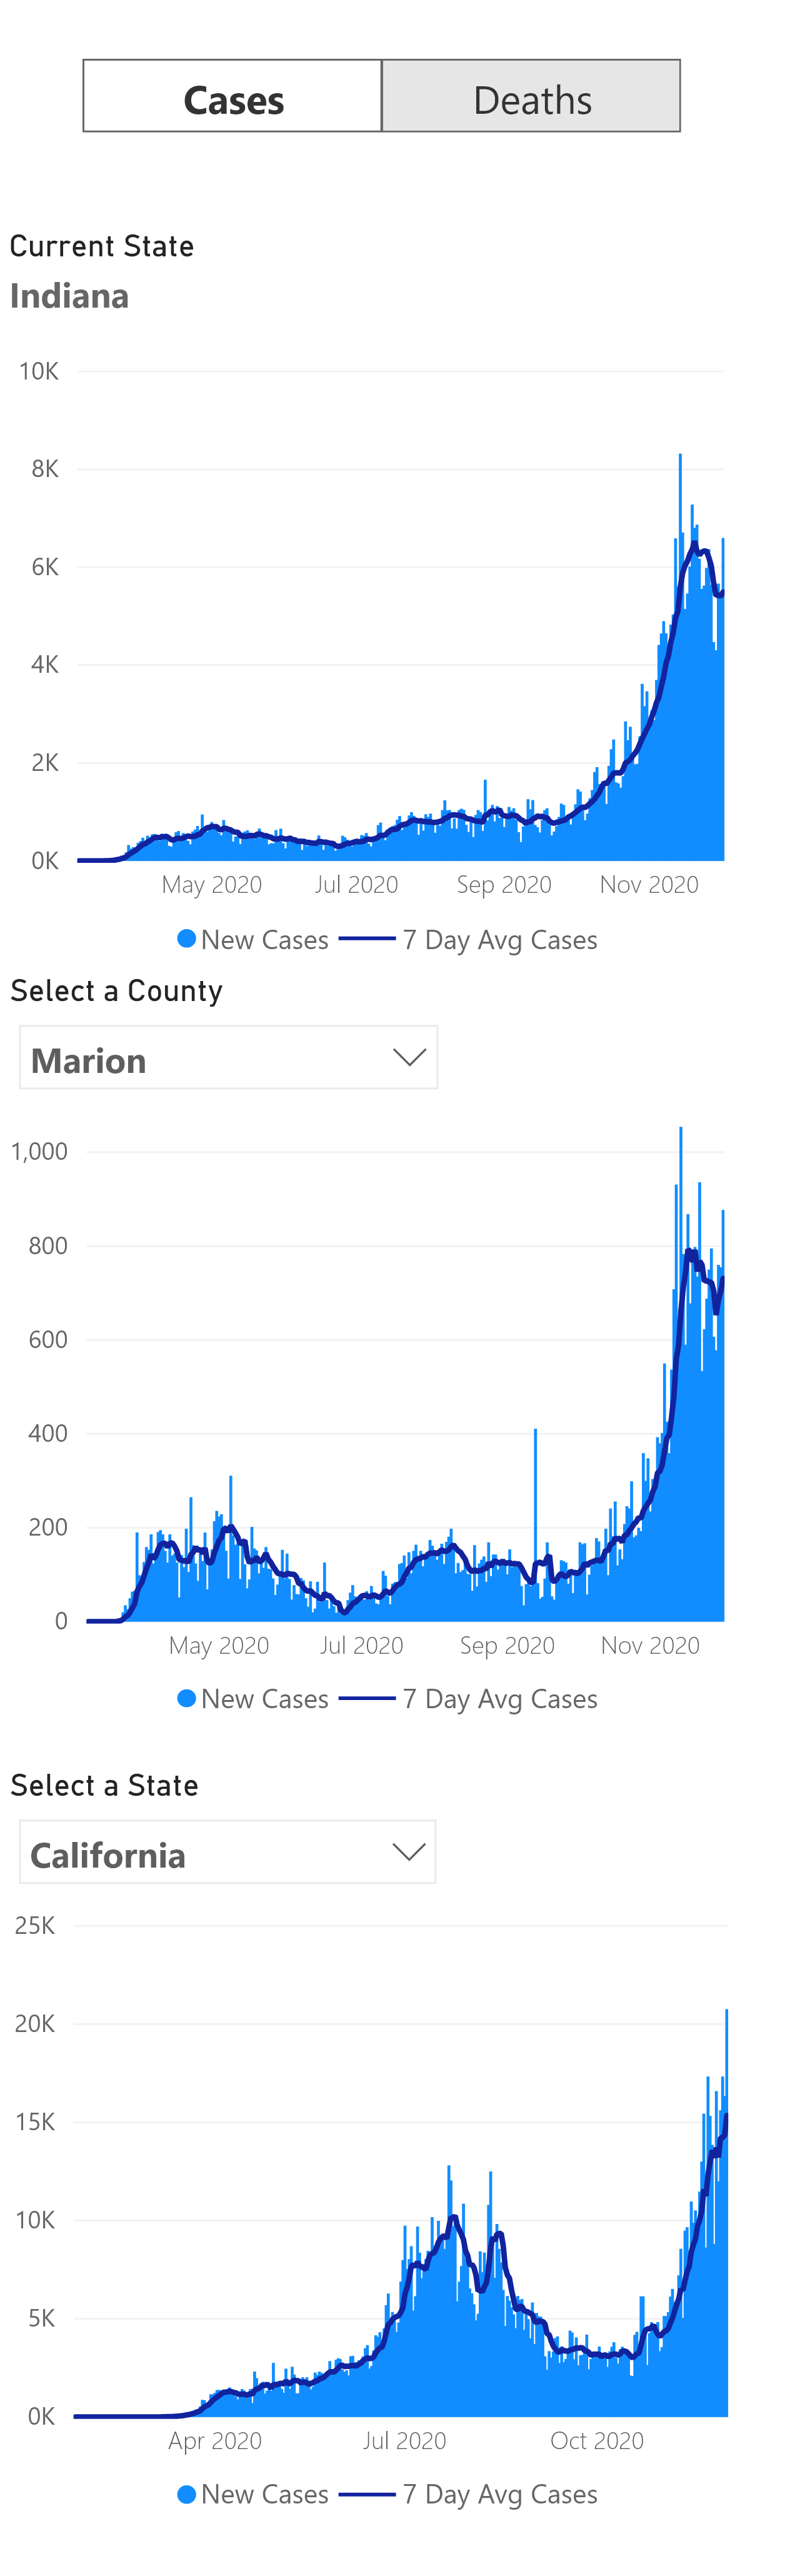 Cases Deaths
Current State
Indiana
10K
8K
6K
4K
2K
0K
May 2020 Jul 2020 Sep 2020 Nov 2020
New Cases 7 Day Avg Cases
Select a County
Marion
1,000
800
600
400
200
0
May 2020 Jul 2020 Sep 2020 Nov 2020
New Cases 7 Day Avg Cases
Select a State
California
25K
20K
15K
10K
5K
0K
Apr 2020 Jul 2020 Oct 2020
New Cases 7 Day Avg Cases